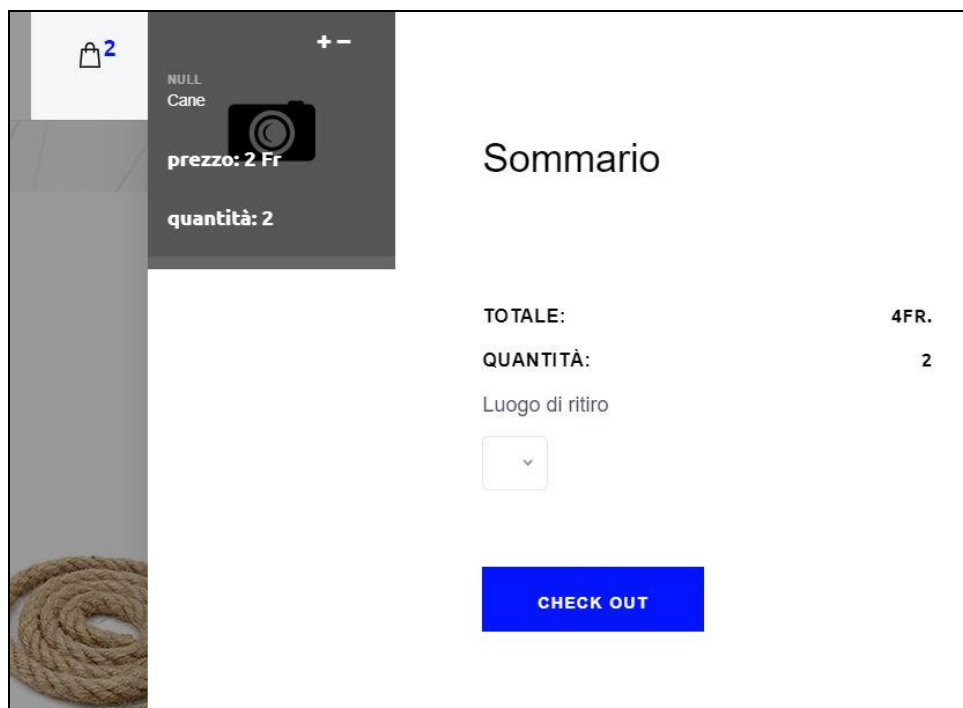 2
+ −
NULL
Cane
prezzo: 2 Fr
quantità: 2
Sommario
TOTALE: 4FR.
QUANTITÀ: 2
Luogo di ritiro
CHECK OUT